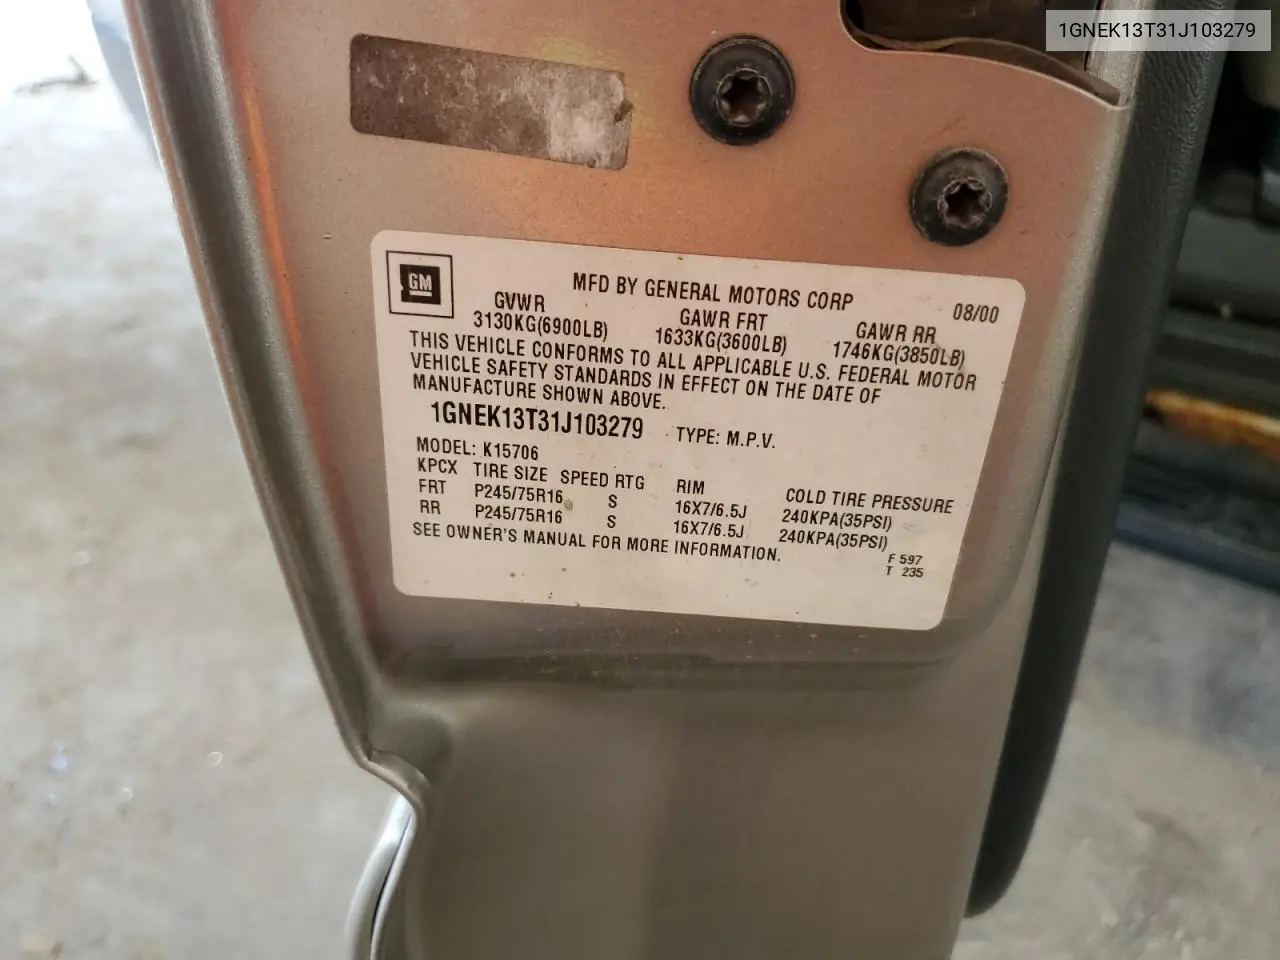 1GNEK13T31J103279
GM
MFD BY GENERAL MOTORS CORP 08/00
GVWR GAWR FRT GAWR RR
3130KG(6900LB) 1633KG(3600LB) 1746KG(3850LB)
THIS VEHICLE CONFORMS TO ALL APPLICABLE U.S. FEDERAL MOTOR
VEHICLE SAFETY STANDARDS IN EFFECT ON THE DATE OF
MANUFACTURE SHOWN ABOVE.
1GNEK13T31J103279 TYPE: M.P.V.
MODEL: K15706
KPCX TIRE SIZE SPEED RTG RIM COLD TIRE PRESSURE
FRT P245/75R16 S 16X7/6.5J 240KPA(35PSI)
RR P245/75R16 S 16X7/6.5J 240KPA(35PSI)
SEE OWNER'S MANUAL FOR MORE INFORMATION.
F 597
T 235